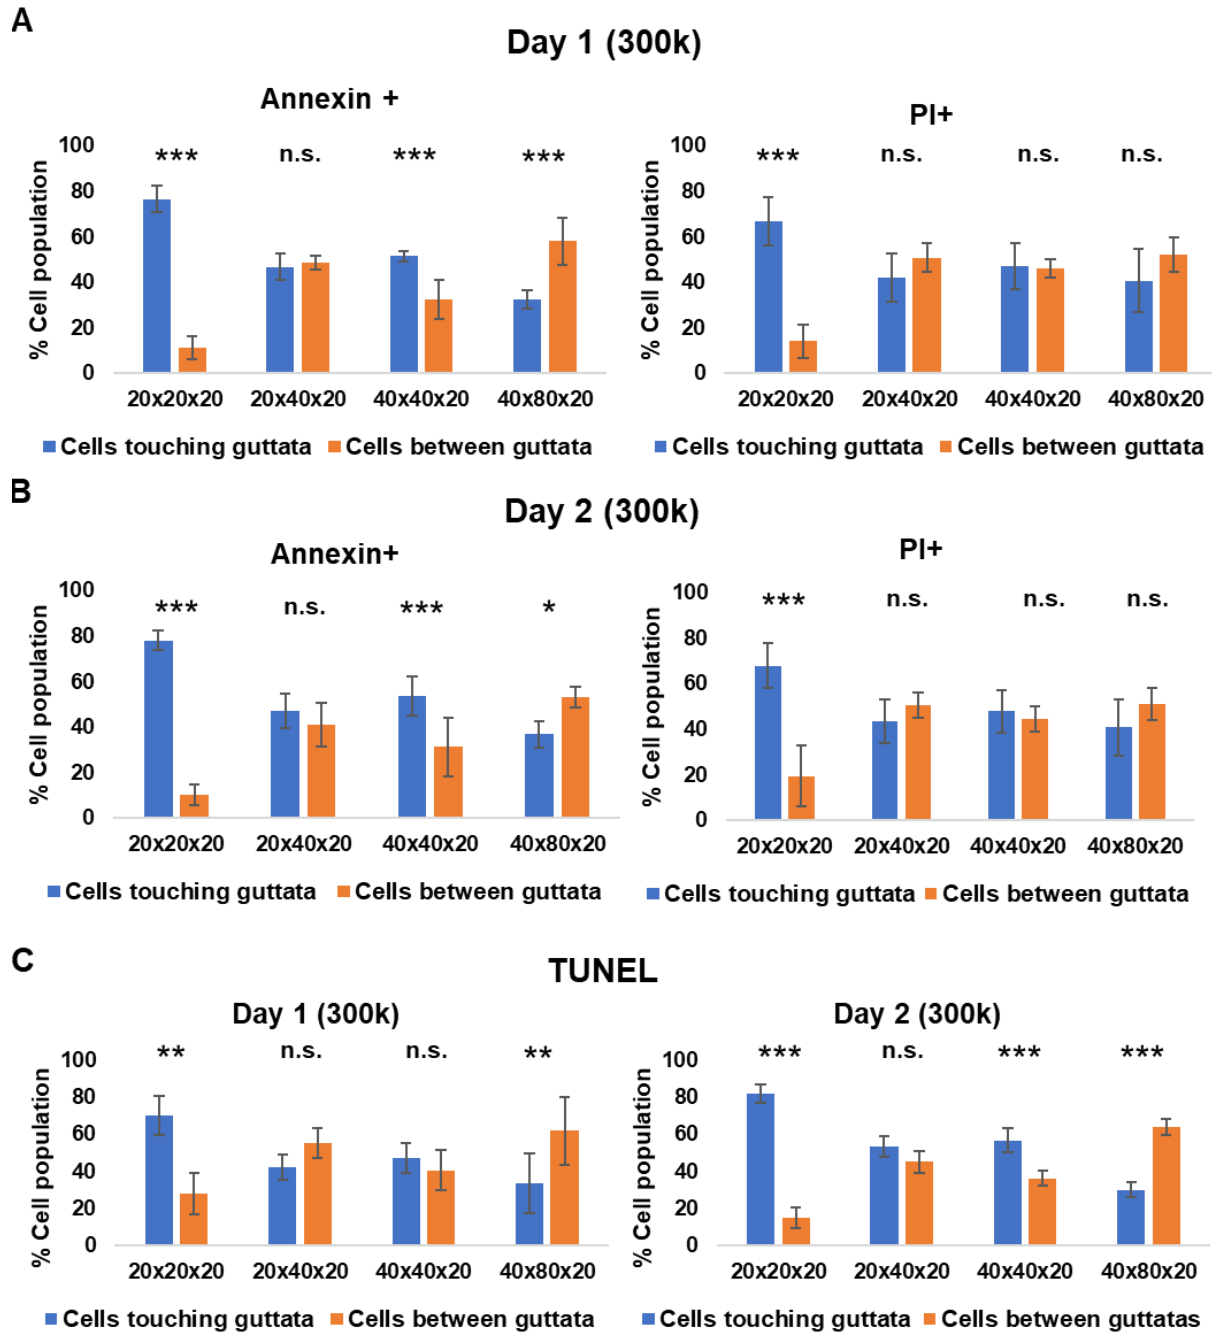 A
Day 1 (300k)
Annexin +
PI+
% Cell population
100
80
60
40
20
0
*** n.s. *** ***
20x20x20 20x40x20 40x40x20 40x80x20
Cells touching guttata Cells between guttata
% Cell population
100
80
60
40
20
0
*** n.s. n.s. n.s.
20x20x20 20x40x20 40x40x20 40x80x20
Cells touching guttata Cells between guttata
B
Day 2 (300k)
Annexin+
PI+
% Cell population
100
80
60
40
20
0
*** n.s. *** *
20x20x20 20x40x20 40x40x20 40x80x20
Cells touching guttata Cells between guttata
% Cell population
100
80
60
40
20
0
*** n.s. n.s. n.s.
20x20x20 20x40x20 40x40x20 40x80x20
Cells touching guttata Cells between guttata
C
TUNEL
Day 1 (300k)
Day 2 (300k)
% Cell population
100
80
60
40
20
0
** n.s. n.s. **
20x20x20 20x40x20 40x40x20 40x80x20
Cells touching guttata Cells between guttata
% Cell population
100
80
60
40
20
0
*** n.s. *** ***
20x20x20 20x40x20 40x40x20 40x80x20
Cells touching guttata Cells between guttatas